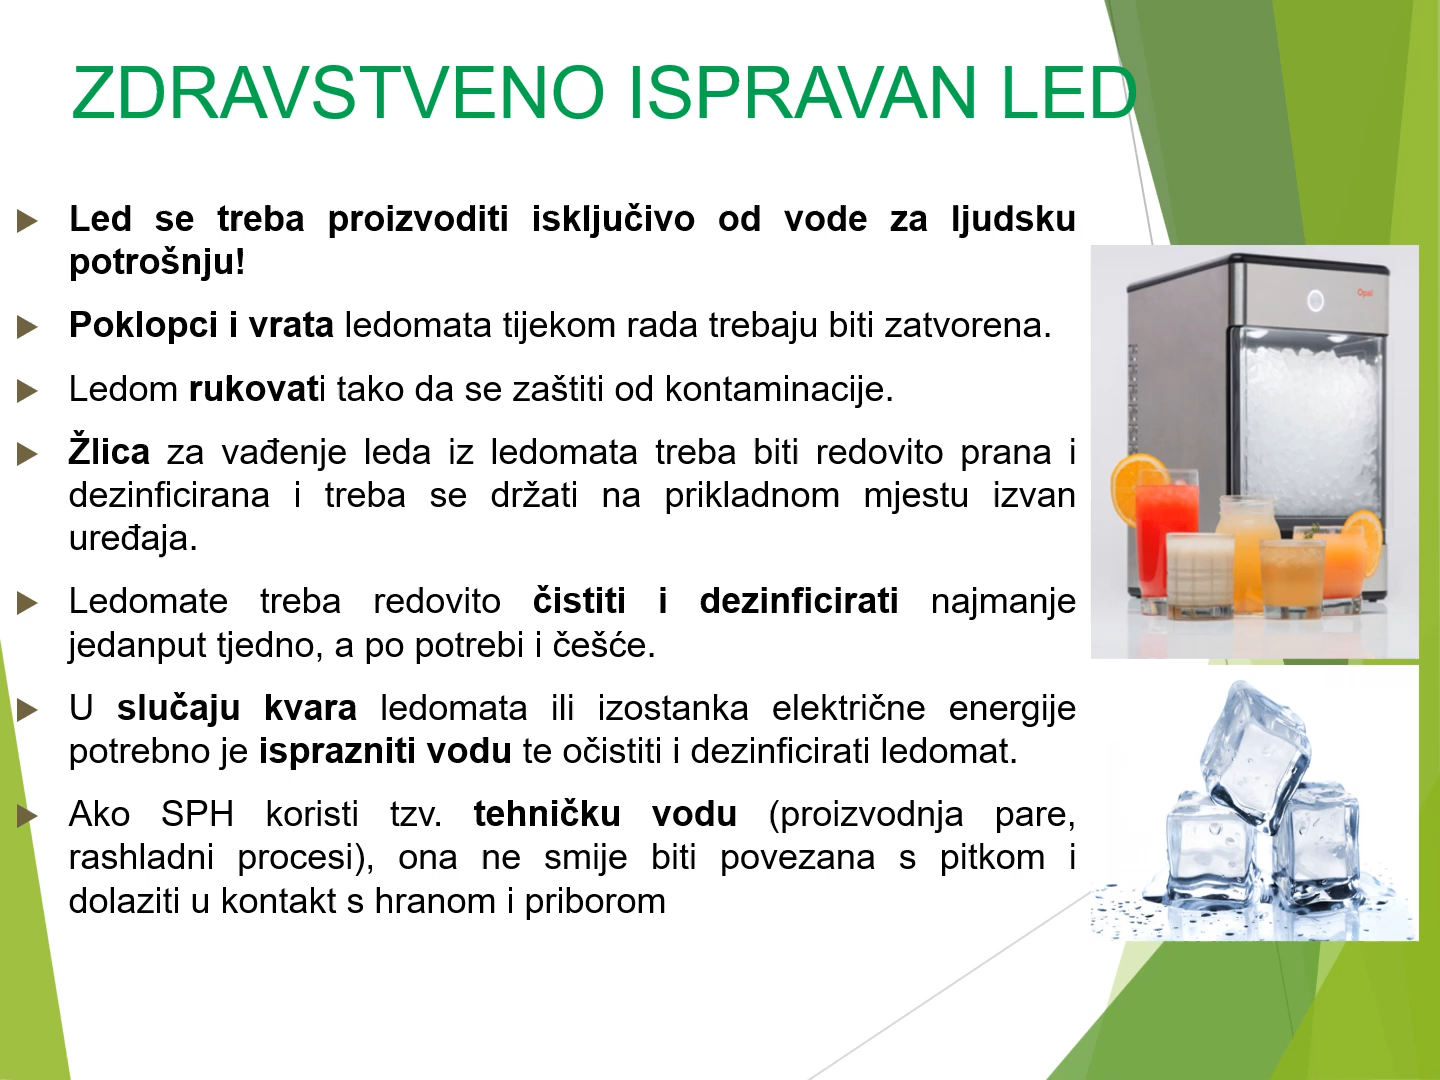 ZDRAVSTVENO ISPRAVAN LED
Led se treba proizvoditi isključivo od vode za ljudsku
potrošnju!
Poklopci i vrata ledomata tijekom rada trebaju biti zatvorena.
Ledom rukovati tako da se zaštiti od kontaminacije.
Žlica za vađenje leda iz ledomata treba biti redovito prana i
dezinficirana i treba se držati na prikladnom mjestu izvan
uređaja.
Ledomate treba redovito čistiti i dezinficirati najmanje
jedanput tjedno, a po potrebi i češće.
U slučaju kvara ledomata ili izostanka električne energije
potrebno je isprazniti vodu te očistiti i dezinficirati ledomat.
Ako SPH koristi tzv. tehničku vodu (proizvodnja pare,
rashladni procesi), ona ne smije biti povezana s pitkom i
dolaziti u kontakt s hranom i priborom
Opal